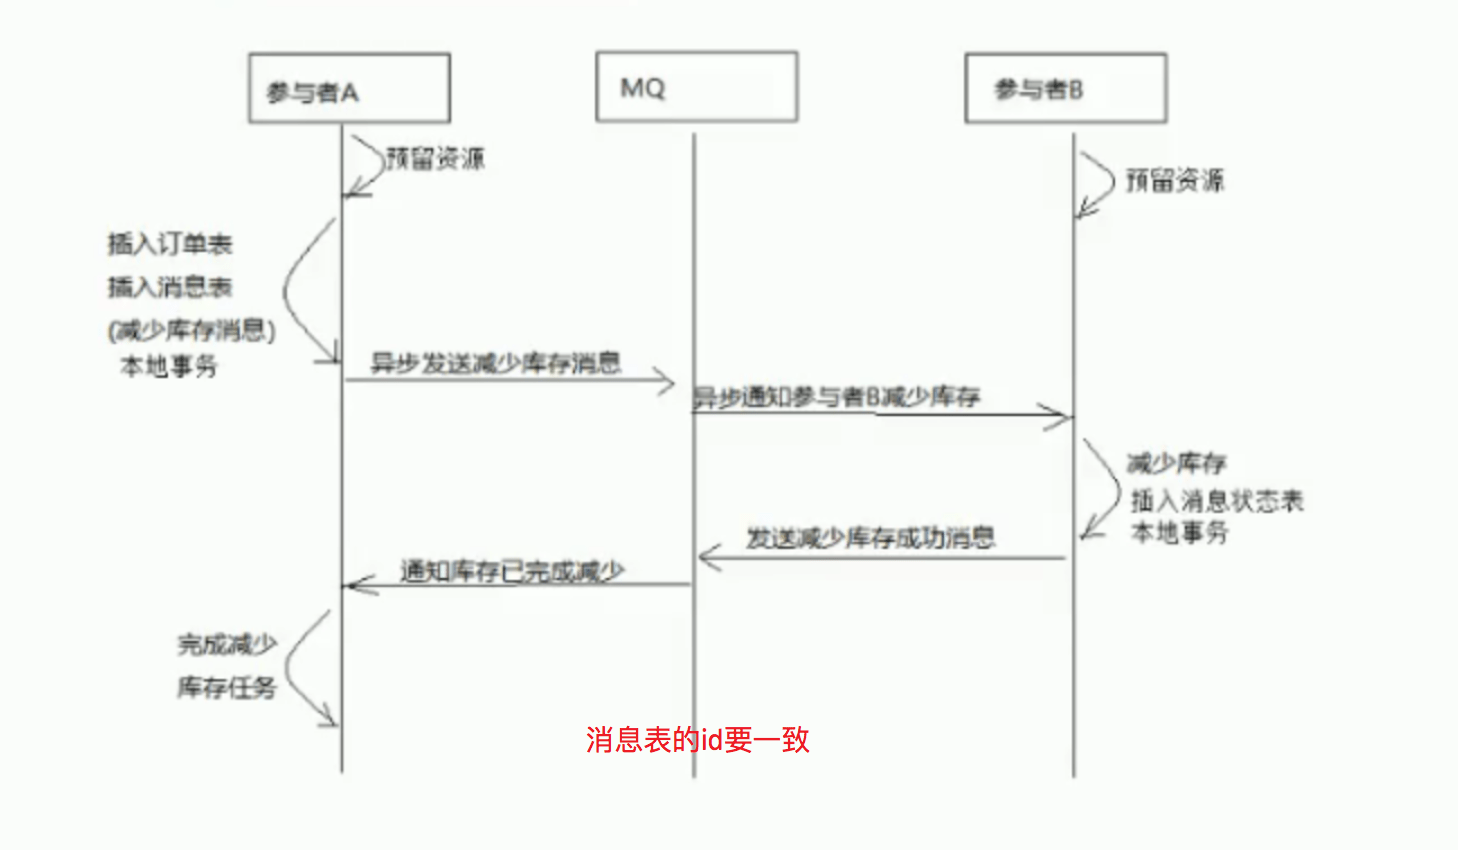 参与者A
MQ
参与者B
预留资源
预留资源
插入订单表
插入消息表
(减少库存消息)
本地事务
异步发送减少库存消息
异步通知参与者B减少库存
减少库存
插入消息状态表
本地事务
发送减少库存成功消息
通知库存已完成减少
完成减少
库存任务
消息表的id要一致